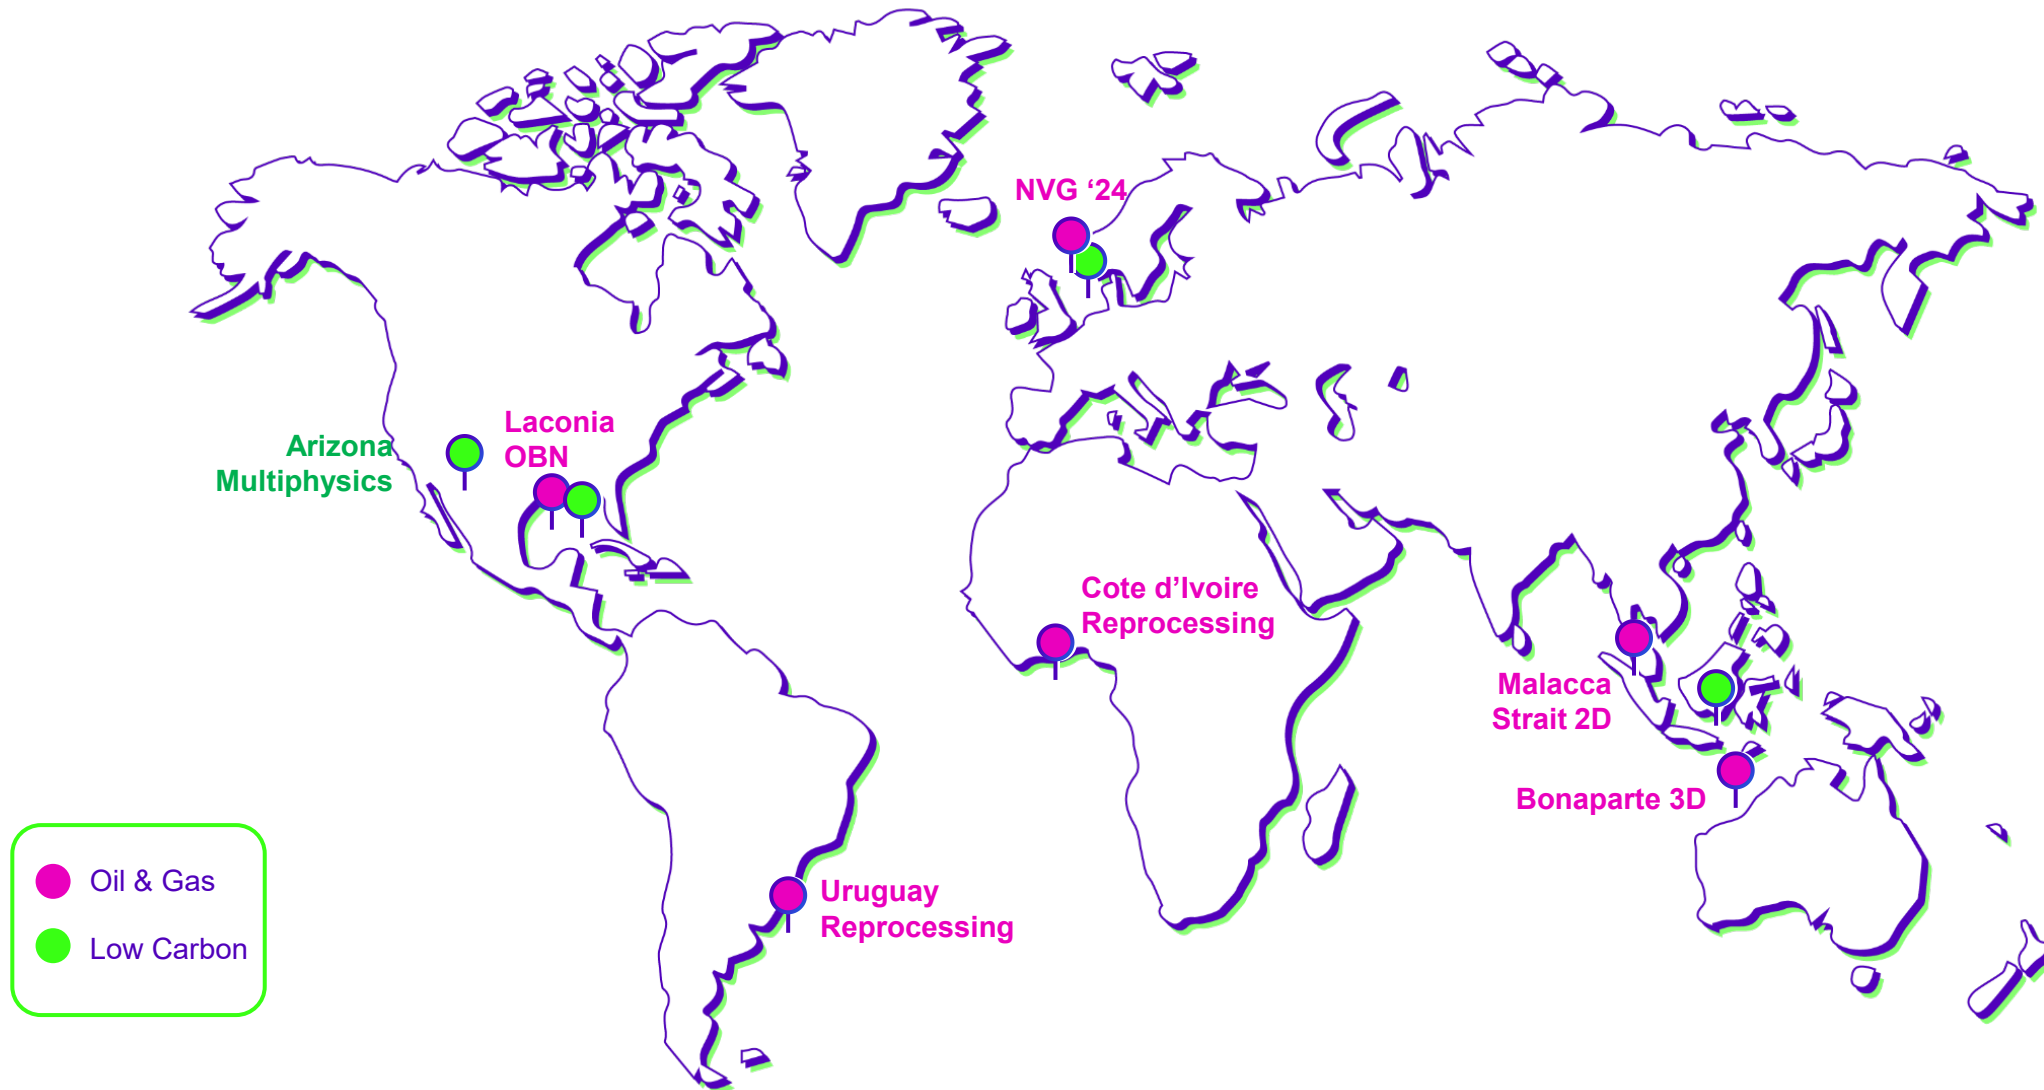 NVG ‘24
Laconia
OBN
Arizona
Multiphysics
Cote d’Ivoire
Reprocessing
Malacca
Strait 2D
Bonaparte 3D
Uruguay
Reprocessing
Oil & Gas
Low Carbon